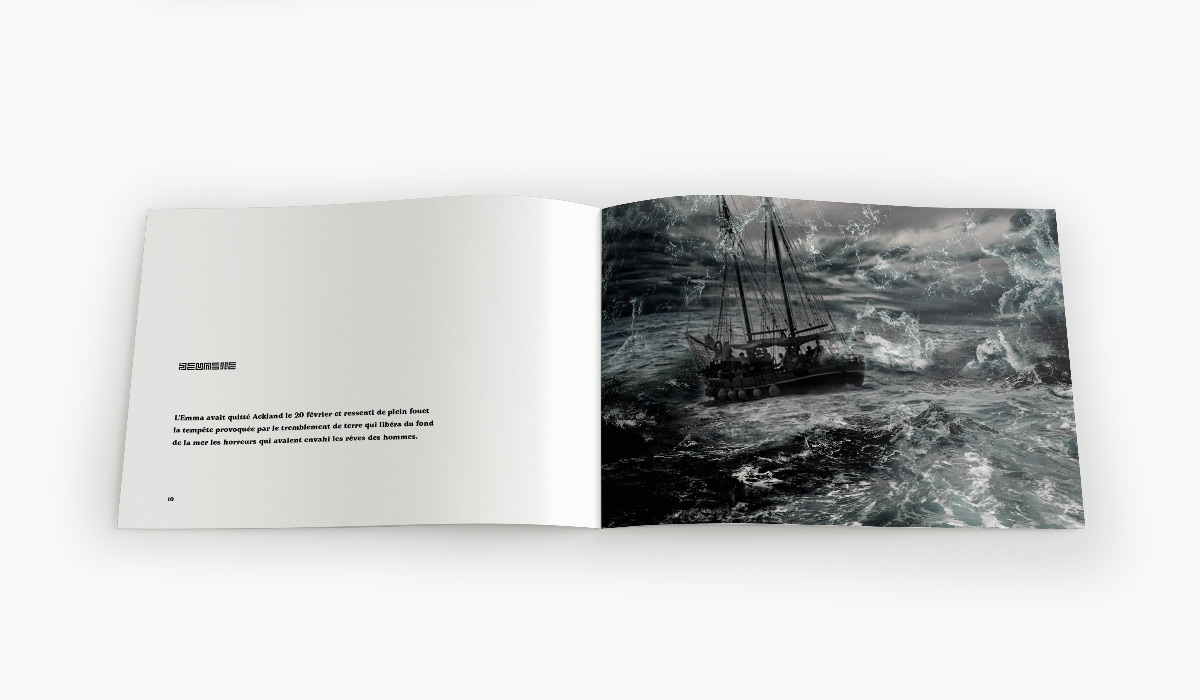 L'Emma avait quitté Ackland le 20 février et ressenti de plein fouet
la tempête provoquée par le tremblement de terre qui libéra du fond
de la mer les horreurs qui avaient envahi les rêves des hommes.
10